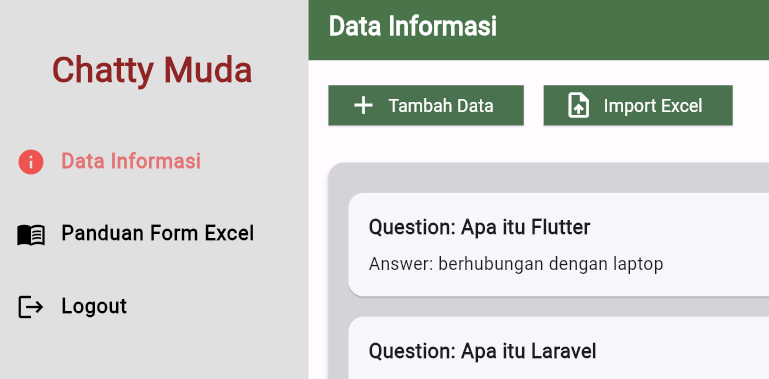 Chatty Muda
Data Informasi
Panduan Form Excel
Logout
Data Informasi
Tambah Data
Import Excel
Question: Apa itu Flutter
Answer: berhubungan dengan laptop
Question: Apa itu Laravel